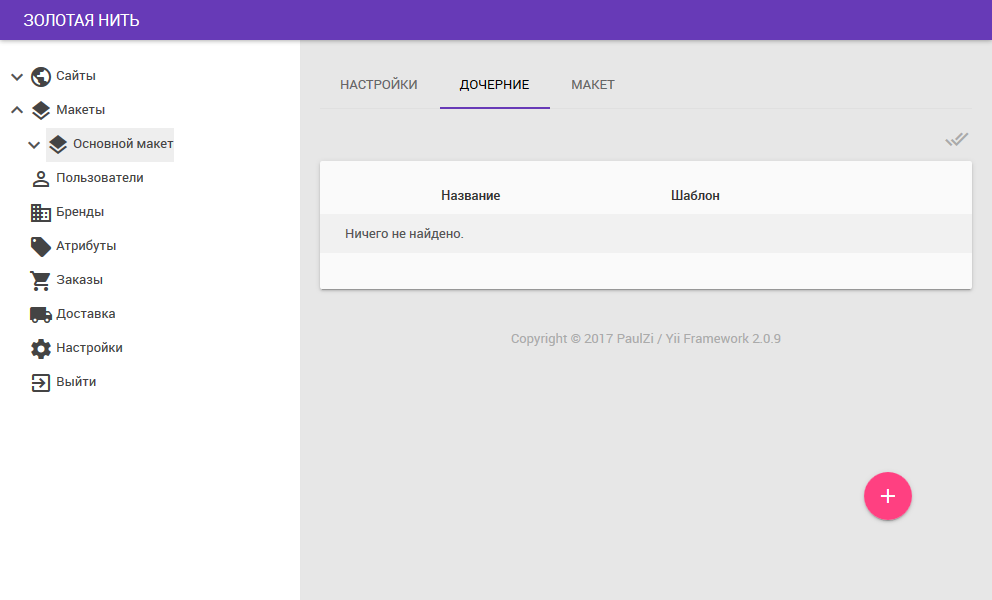 ЗОЛОТАЯ НИТЬ
Сайты
Макеты
Основной макет
Пользователи
Бренды
Атрибуты
Заказы
Доставка
Настройки
Выйти
НАСТРОЙКИ ДОЧЕРНИЕ МАКЕТ
Название Шаблон
Ничего не найдено.
Copyright © 2017 PaulZi / Yii Framework 2.0.9